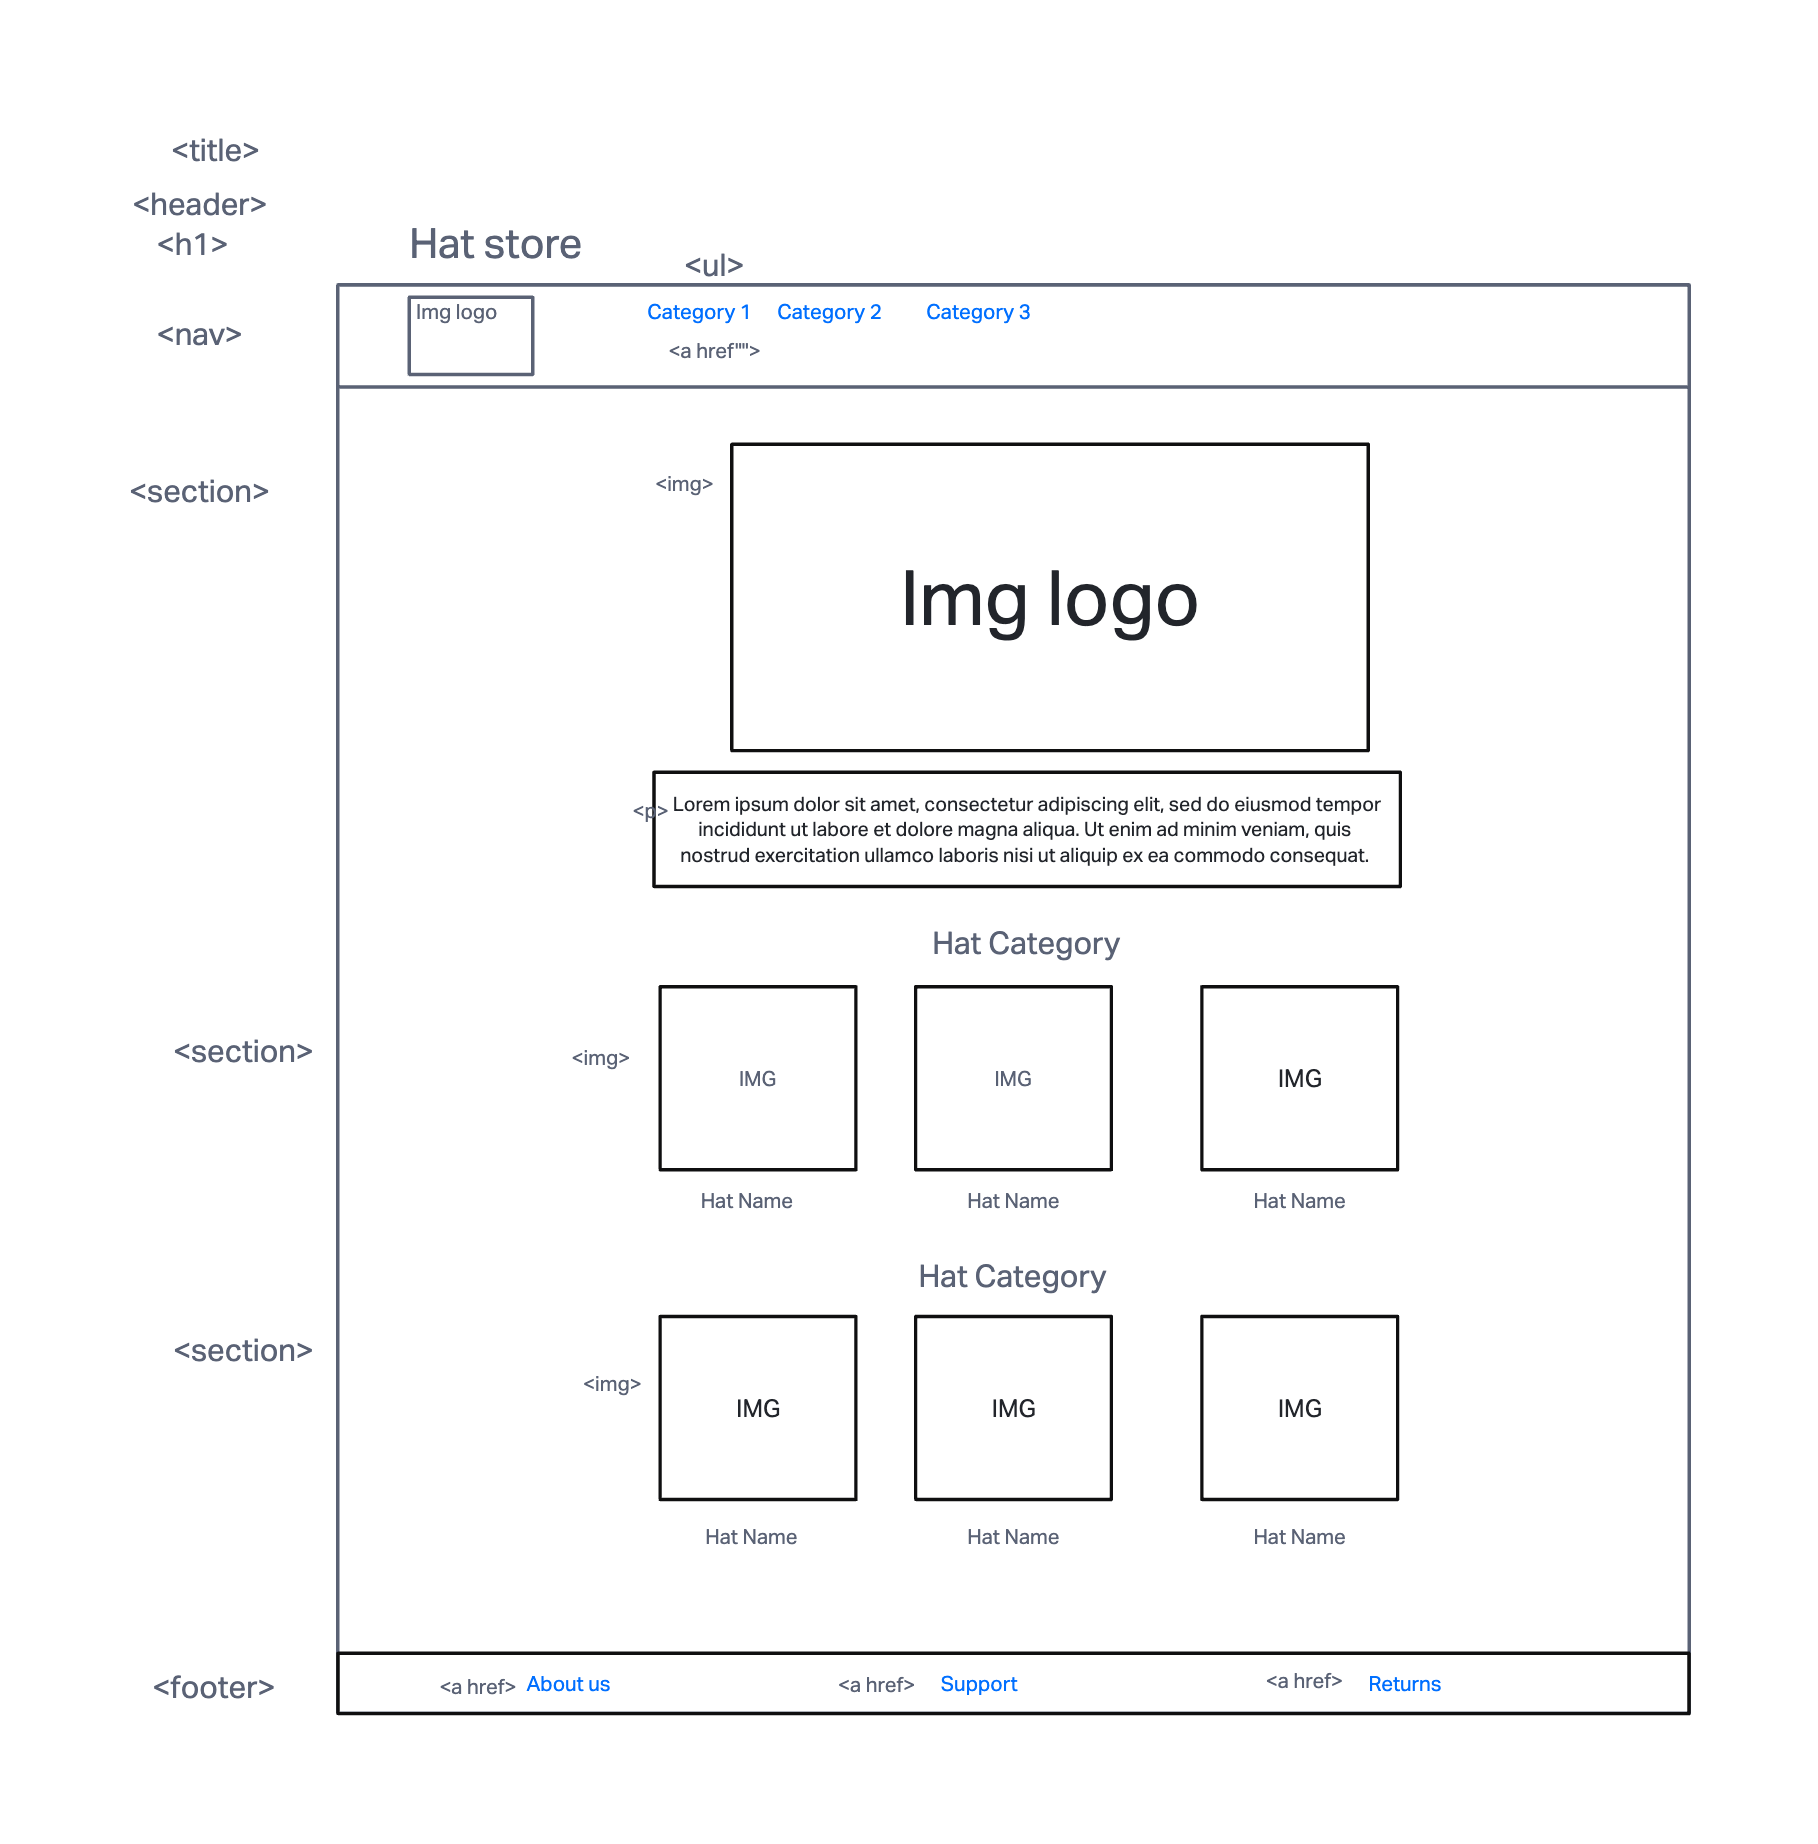 <title>
<header>
<h1>
Hat store
<ul>
Img logo
Category 1 Category 2 Category 3
<nav>
<a href"">
<section>
<img>
Img logo
<p>
Lorem ipsum dolor sit amet, consectetur adipiscing elit, sed do eiusmod tempor
incididunt ut labore et dolore magna aliqua. Ut enim ad minim veniam, quis
nostrud exercitation ullamco laboris nisi ut aliquip ex ea commodo consequat.
Hat Category
<section>
<img>
IMG IMG IMG
Hat Name Hat Name Hat Name
Hat Category
<section>
<img>
IMG IMG IMG
Hat Name Hat Name Hat Name
<footer>
<a href> About us <a href> Support <a href> Returns